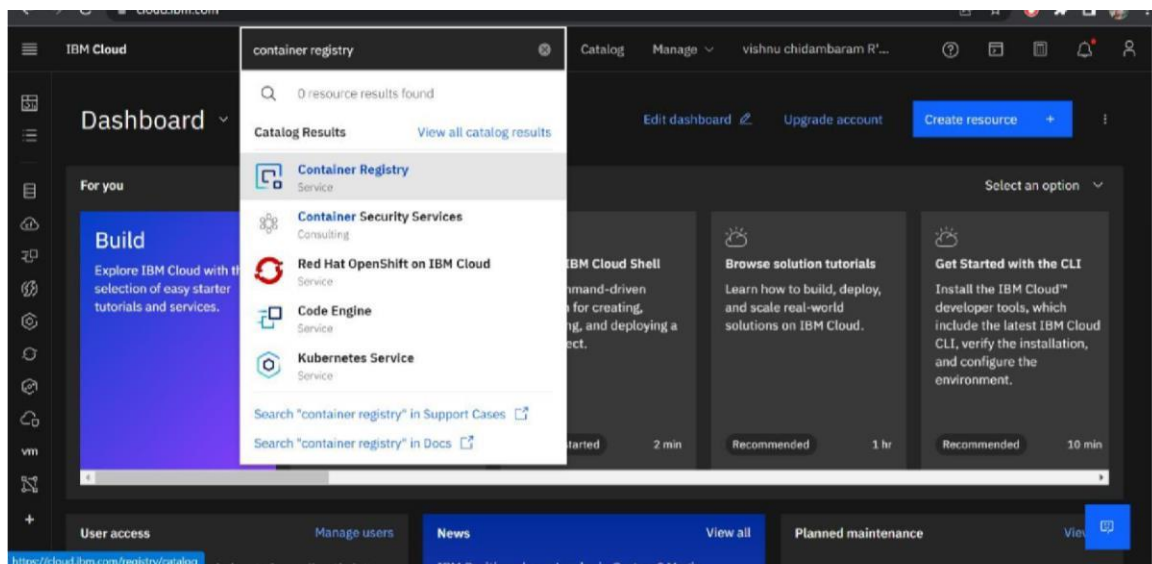 cloud.ibm.com
IBM Cloud
container registry
Catalog
Manage
vishnu chidambaram R'...
0 resource results found
Catalog Results
View all catalog results
Container Registry
Service
Container Security Services
Consulting
Red Hat OpenShift on IBM Cloud
Service
Code Engine
Service
Kubernetes Service
Service
Search "container registry" in Support Cases
Search "container registry" in Docs
Dashboard
Edit dashboard
Upgrade account
Create resource +
For you
Select an option
Build
Explore IBM Cloud with th
selection of easy starter
tutorials and services.
IBM Cloud Shell
mmand-driven
for creating,
ng, and deploying a
ect.
tarted
2 min
Browse solution tutorials
Learn how to build, deploy,
and scale real-world
solutions on IBM Cloud.
Recommended
1 hr
Get Started with the CLI
Install the IBM Cloud™
developer tools, which
include the latest IBM Cloud
CLI, verify the installation,
and configure the
environment.
Recommended
10 min
vm
User access
Manage users
News
View all
Planned maintenance
View
https://cloud.ibm.com/registry/catalog